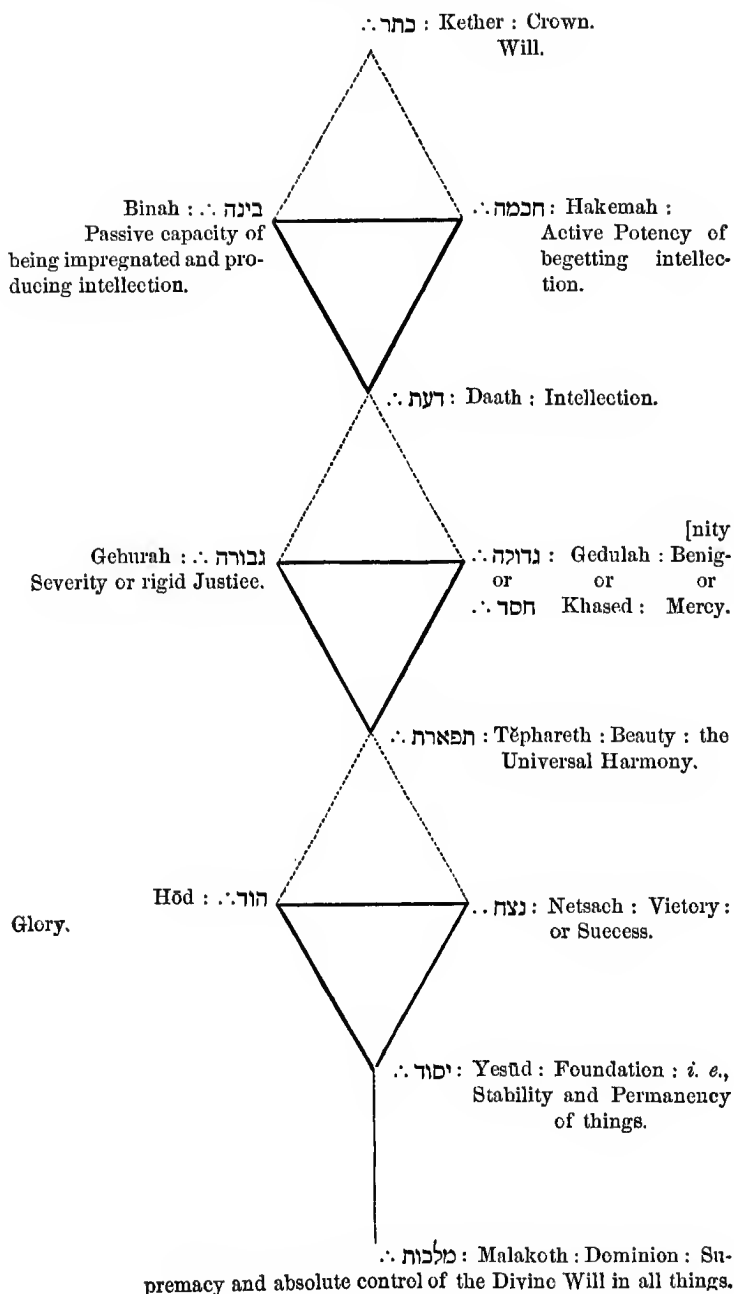 ∴ כתר : Kether : Crown.
Will.
Binah : ∴ בינה
Passive capacity of
being impregnated and pro-
ducing intellection.
∴ חכמה : Hakemah :
Active Potency of
begetting intellec-
tion.
∴ דעת : Daath : Intellection.
Geburah : ∴ גבורה
Severity or rigid Justice.
[nity
∴ גדולה : Gedulah : Benig-
or or or
∴ חסד Khased : Mercy.
∴ תפארת : Tĕphareth : Beauty : the
Universal Harmony.
Hōd : ∴ הוד
Glory.
.. נצח : Netsach : Victory :
or Success.
∴ יסוד : Yesūd : Foundation : i. e.,
Stability and Permanency
of things.
∴ מלכות : Malakoth : Dominion : Su-
premacy and absolute control of the Divine Will in all things.